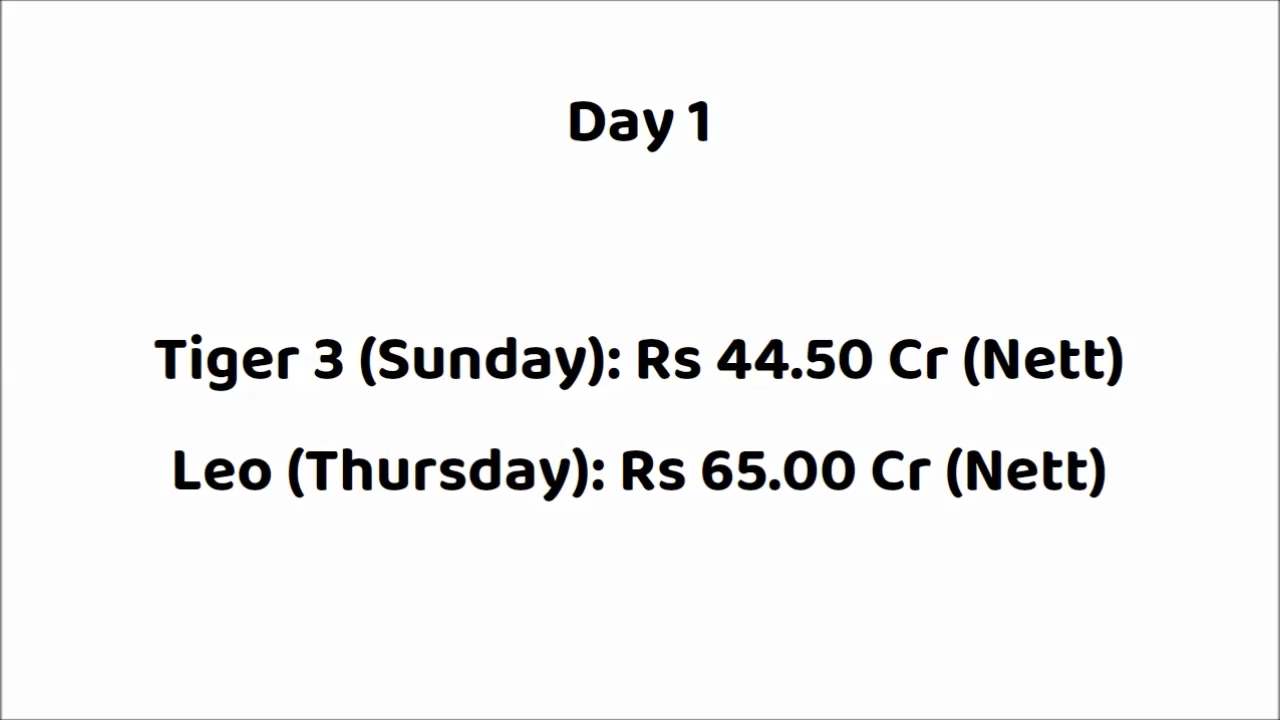 Day 1
Tiger 3 (Sunday): Rs 44.50 Cr (Nett)
Leo (Thursday): Rs 65.00 Cr (Nett)